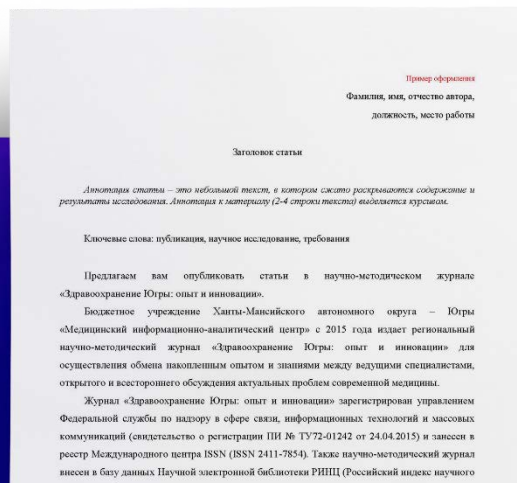 Пример оформления
Фамилия, имя, отчество автора,
должность, место работы
Заголовок статьи
Аннотация статьи – это небольшой текст, в котором сжато раскрываются содержание и
результаты исследования. Аннотация к материалу (2-4 строки текста) выделяется курсивом.
Ключевые слова: публикация, научное исследование, требования
Предлагаем вам опубликовать статьи в научно-методическом журнале
«Здравоохранение Югры: опыт и инновации».
Бюджетное учреждение Ханты-Мансийского автономного округа – Югры
«Медицинский информационно-аналитический центр» с 2015 года издает региональный
научно-методический журнал «Здравоохранение Югры: опыт и инновации» для
осуществления обмена накопленным опытом и знаниями между ведущими специалистами,
открытого и всестороннего обсуждения актуальных проблем современной медицины.
Журнал «Здравоохранение Югры: опыт и инновации» зарегистрирован управлением
Федеральной службы по надзору в сфере связи, информационных технологий и массовых
коммуникаций (свидетельство о регистрации ПИ № ТУ72-01242 от 24.04.2015) и занесен в
реестр Международного центра ISSN (ISSN 2411-7854). Также научно-методический журнал
внесен в базу данных Научной электронной библиотеки РИНЦ (Российский индекс научного